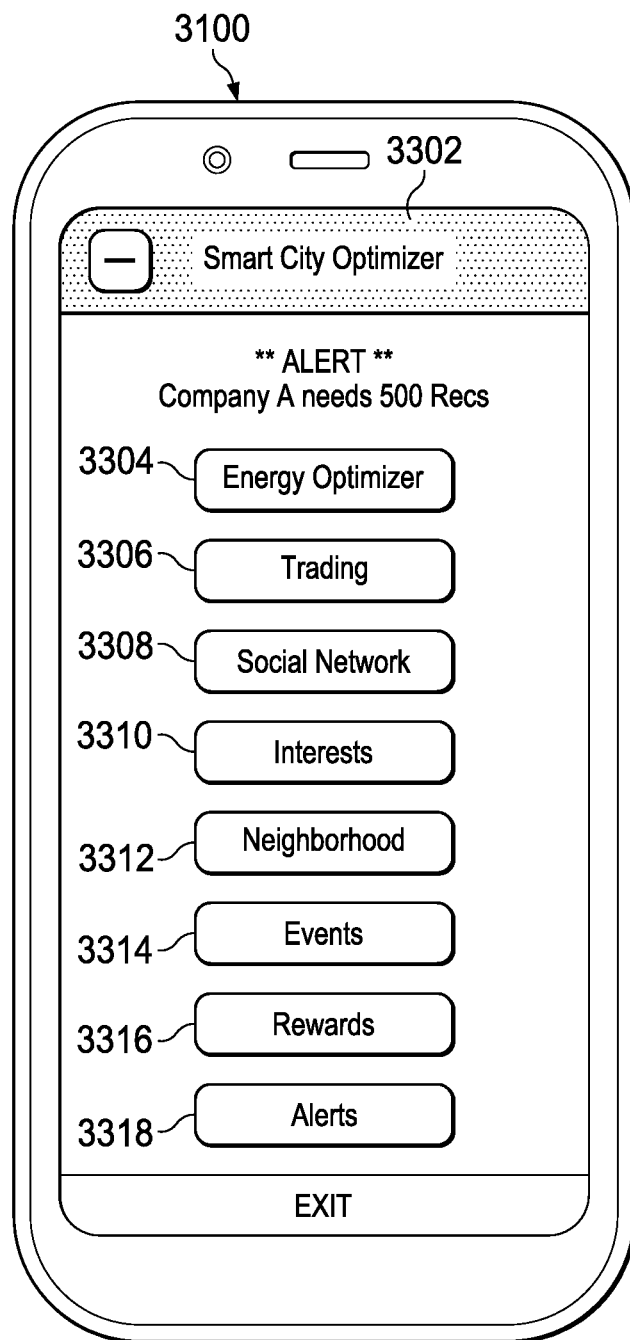 3100
3302
Smart City Optimizer
** ALERT **
Company A needs 500 Recs
3304
Energy Optimizer
3306
Trading
3308
Social Network
3310
Interests
3312
Neighborhood
3314
Events
3316
Rewards
3318
Alerts
EXIT